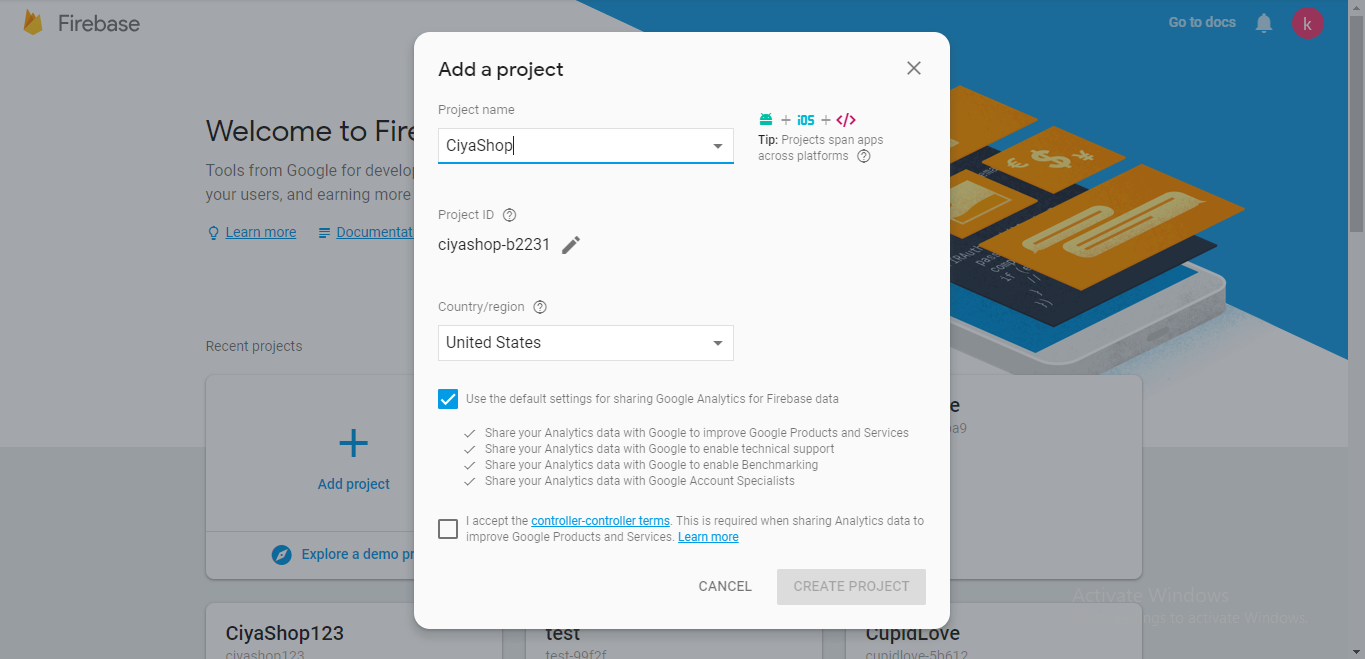 Firebase
Go to docs
k
Welcome to Fire
Tools from Google for develop
your users, and earning more
Learn more
Documentat
Recent projects
Add project
Explore a demo pr
CiyaShop123
ciyashop123
test
test-99f2f
CupidLove
cupidlove-5b612
e
a9
Add a project
Project name
CiyaShop
+ iOS + </>
Tip: Projects span apps
across platforms
Project ID
ciyashop-b2231
Country/region
United States
Use the default settings for sharing Google Analytics for Firebase data
Share your Analytics data with Google to improve Google Products and Services
Share your Analytics data with Google to enable technical support
Share your Analytics data with Google to enable Benchmarking
Share your Analytics data with Google Account Specialists
I accept the controller-controller terms. This is required when sharing Analytics data to
improve Google Products and Services. Learn more
CANCEL
CREATE PROJECT
Activate Windows
ngs to activate Windows.